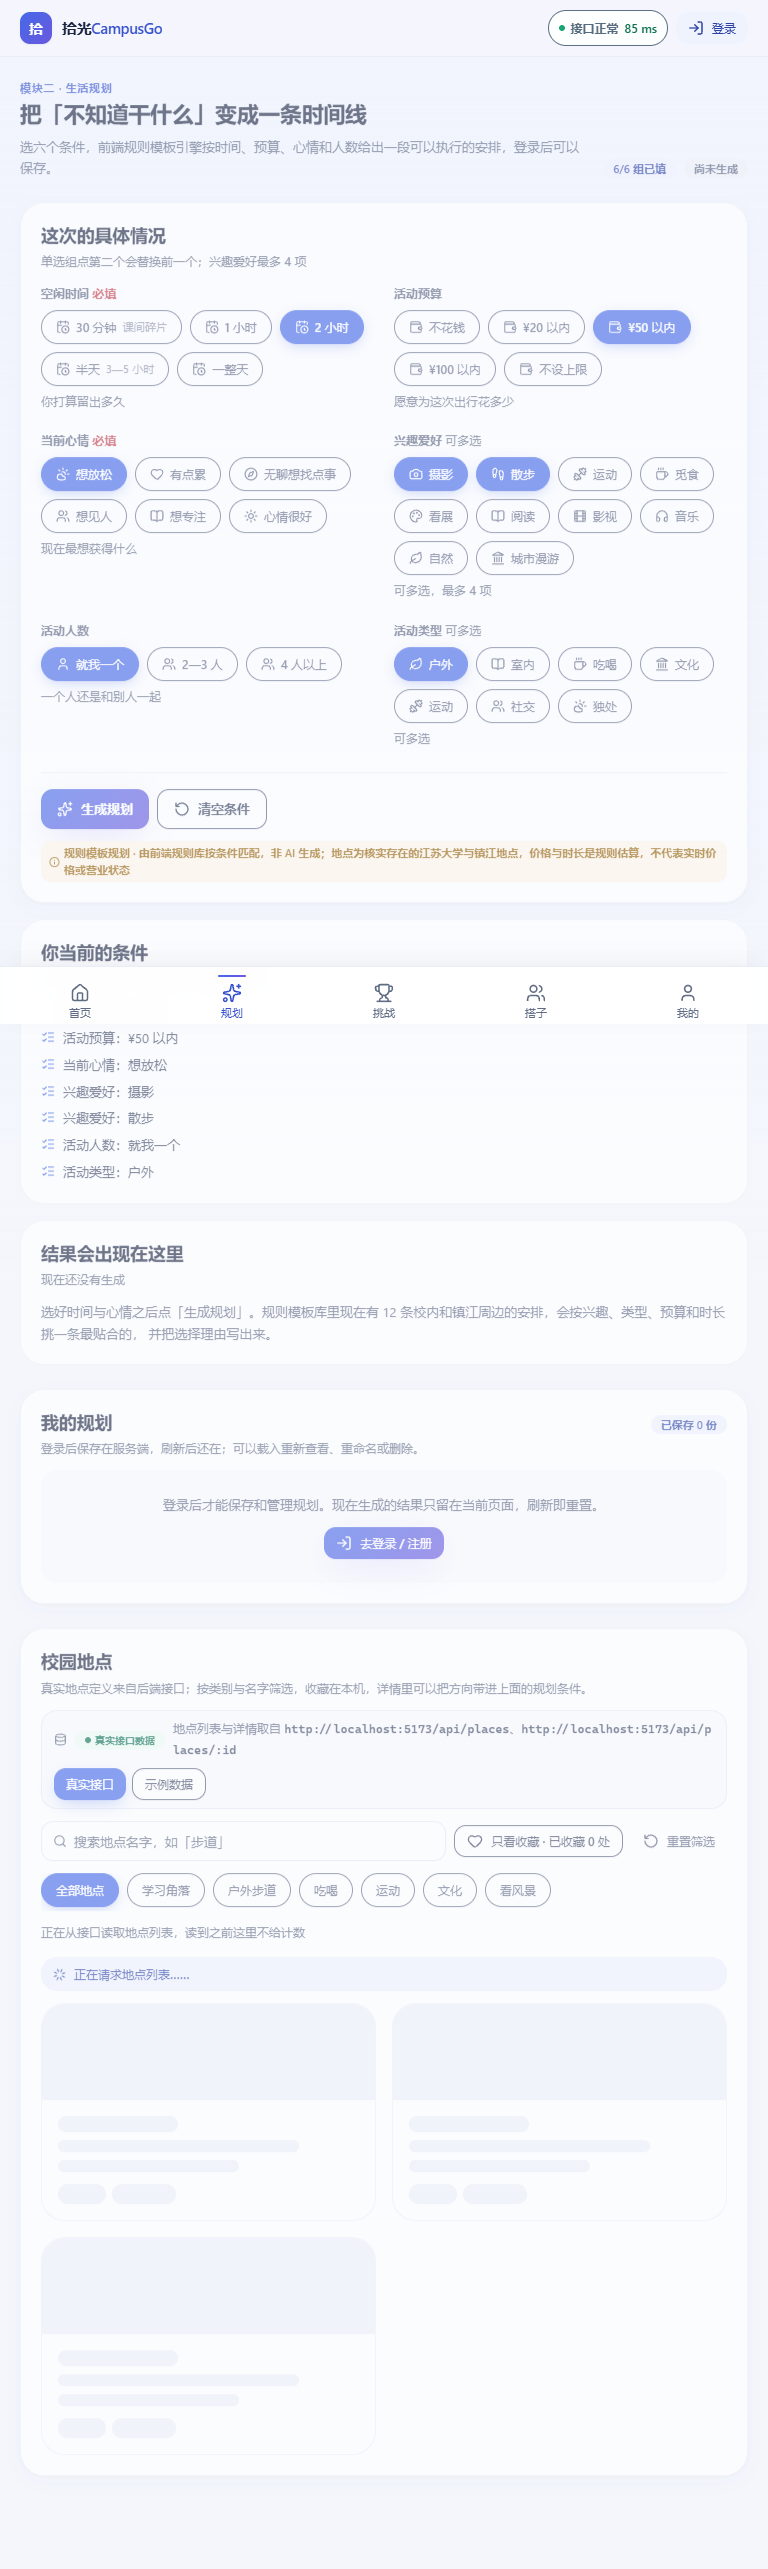 拾 拾光CampusGo
接口正常 85 ms
登录
模块二 · 生活规划
把「不知道干什么」变成一条时间线
选六个条件，前端规则模板引擎按时间、预算、心情和人数给出一段可以执行的安排，登录后可以
保存。
6/6 组已填 尚未生成
这次的具体情况
单选组点第二个会替换前一个；兴趣爱好最多 4 项
空闲时间 必填
30 分钟 课间碎片 1 小时 2 小时
半天 3—5 小时 一整天
你打算留出多久
活动预算
不花钱 ¥20 以内 ¥50 以内
¥100 以内 不设上限
愿意为这次出行花多少
当前心情 必填
想放松 有点累 无聊想找点事
想见人 想专注 心情很好
现在最想获得什么
兴趣爱好 可多选
摄影 散步 运动 觅食
看展 阅读 影视 音乐
自然 城市漫游
可多选，最多 4 项
活动人数
就我一个 2—3 人 4 人以上
一个人还是和别人一起
活动类型 可多选
户外 室内 吃喝 文化
运动 社交 独处
可多选
生成规划 清空条件
规则模板规划 · 由前端规则库按条件匹配，非 AI 生成；地点为核实存在的江苏大学与镇江地点，价格与时长是规则估算，不代表实时价
格或营业状态
你当前的条件
首页 规划 挑战 搭子 我的
活动预算：¥50 以内
当前心情：想放松
兴趣爱好：摄影
兴趣爱好：散步
活动人数：就我一个
活动类型：户外
结果会出现在这里
现在还没有生成
选好时间与心情之后点「生成规划」。规则模板库里现在有 12 条校内和镇江周边的安排，会按兴趣、类型、预算和时长
挑一条最贴合的， 并把选择理由写出来。
我的规划
已保存 0 份
登录后保存在服务端，刷新后还在；可以载入重新查看、重命名或删除。
登录后才能保存和管理规划。现在生成的结果只留在当前页面，刷新即重置。
去登录 / 注册
校园地点
真实地点定义来自后端接口；按类别与名字筛选，收藏在本机，详情里可以把方向带进上面的规划条件。
真实接口数据
地点列表与详情取自 http://localhost:5173/api/places、http://localhost:5173/api/p
laces/:id
真实接口 示例数据
搜索地点名字，如「步道」
只看收藏 · 已收藏 0 处
重置筛选
全部地点 学习角落 户外步道 吃喝 运动 文化 看风景
正在从接口读取地点列表，读到之前这里不给计数
正在请求地点列表……